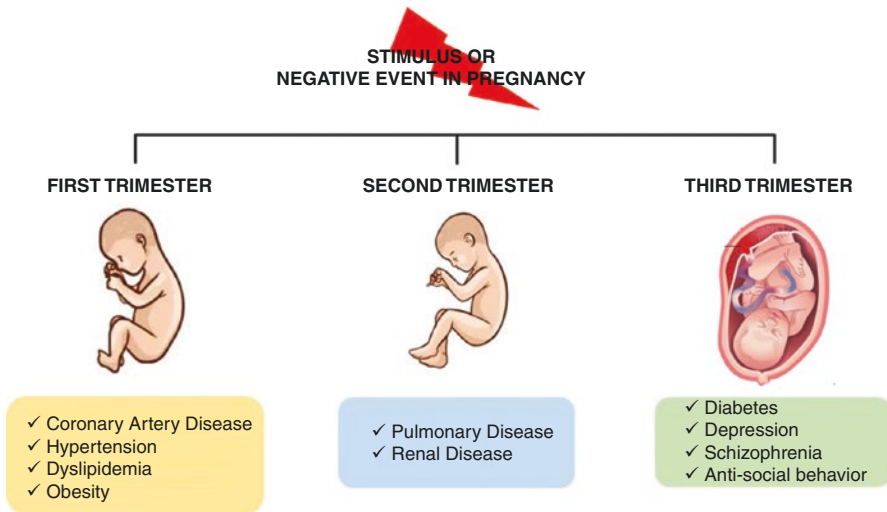 STIMULUS OR
NEGATIVE EVENT IN PREGNANCY
FIRST TRIMESTER
SECOND TRIMESTER
THIRD TRIMESTER
✓ Coronary Artery Disease
✓ Hypertension
✓ Dyslipidemia
✓ Obesity
✓ Pulmonary Disease
✓ Renal Disease
✓ Diabetes
✓ Depression
✓ Schizophrenia
✓ Anti-social behavior